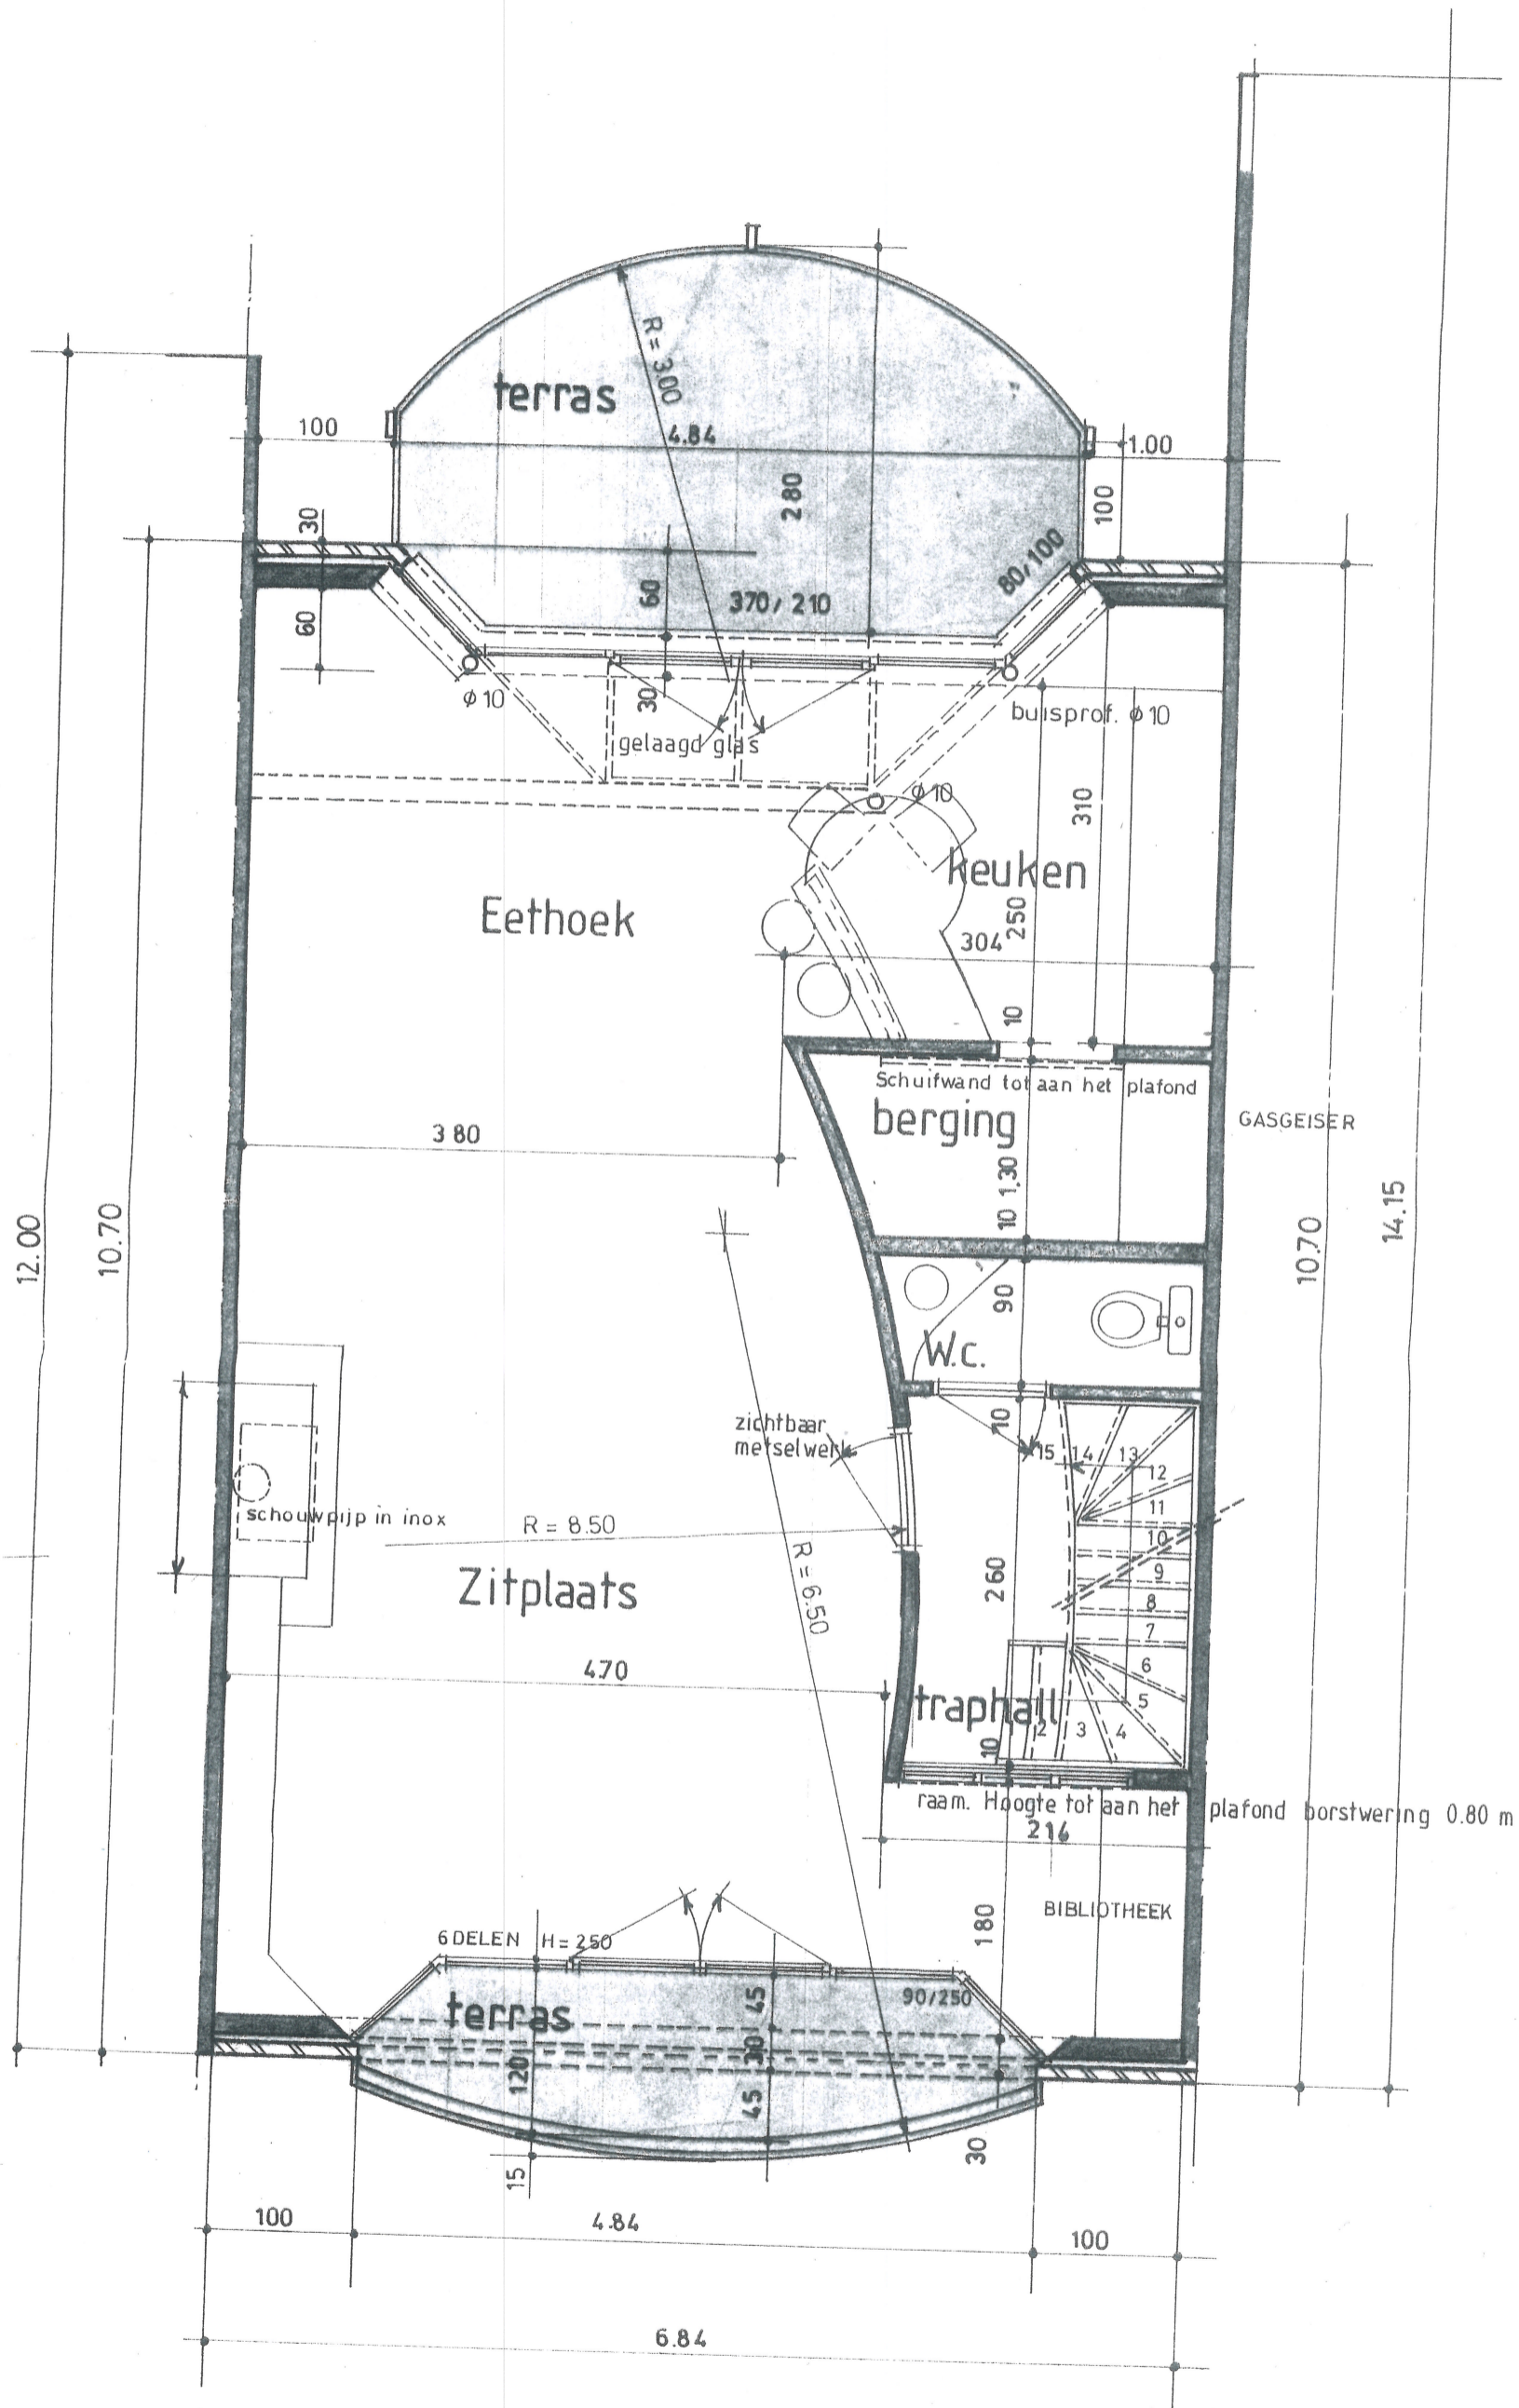 R = 3.00
terras
100
4.84
1.00
280
100
30
80/100
60
370/210
60
30
ϕ 10
buisprof. ϕ 10
gelaagd glas
ϕ 10
310
keuken
Eethoek
250
304
10
Schuifwand tot aan het plafond
berging
GASGEISER
3 80
1,30
10
12.00
10.70
10.70
14.15
90
W.c.
zichtbaar
metselwerk
10
15
14
13
12
11
10
9
8
7
6
5
4
3
2
schouwpijp in inox
R = 8.50
R = 6.50
Zitplaats
260
470
traphall
10
raam. Hoogte tot aan het plafond borstwering 0.80 m
216
180
BIBLIOTHEEK
6 DELEN H = 250
terras
90/250
45
30
120
45
30
15
100
4.84
100
6.84